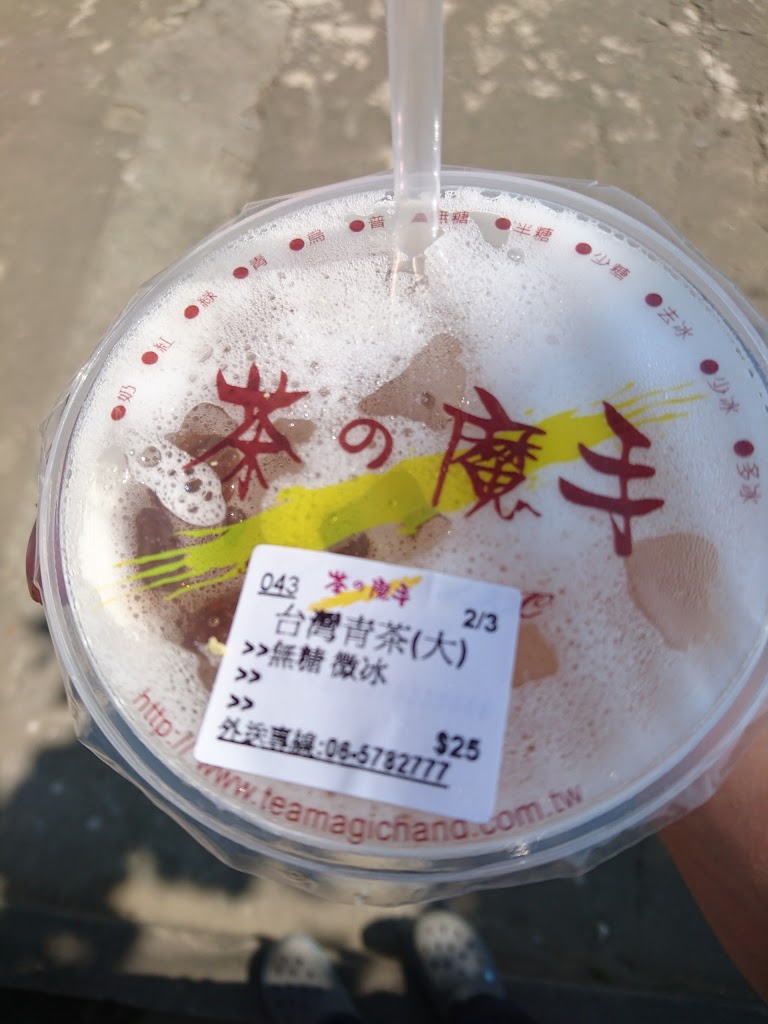 奶 紅 綠 青 烏 普 無糖 半糖 少糖 去冰 少冰 多冰
茶の魔手
043 茶の魔手 2/3
台灣青茶(大)
>>無糖 微冰
>>
>>
$25
外送專線:06-5782777
http://www.teamagichand.com.tw